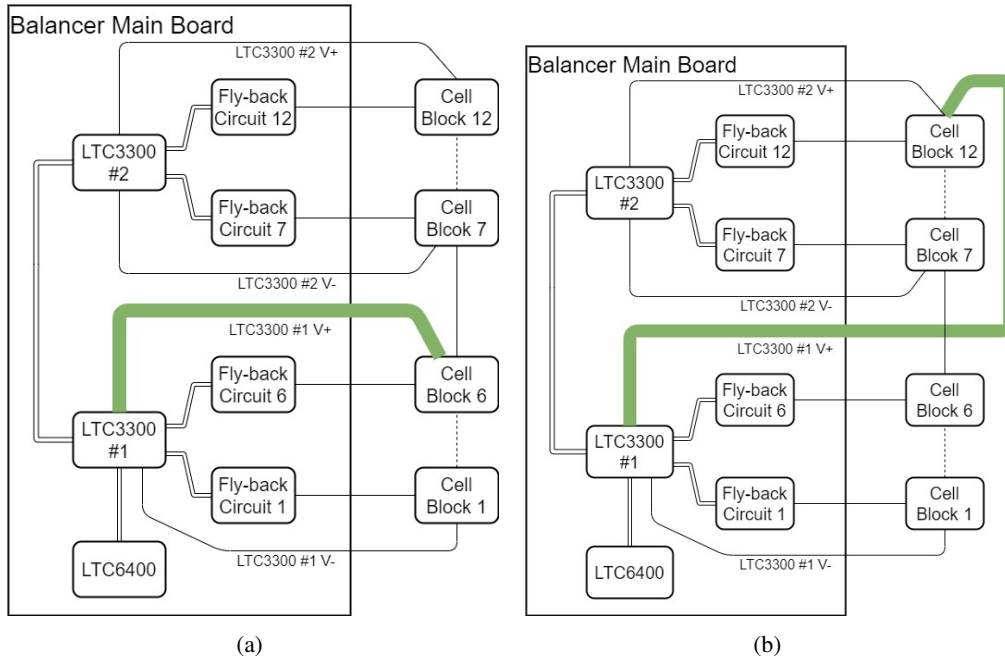 Balancer Main Board
LTC3300 #2 V+
Fly-back
Circuit 12
Cell
Block 12
LTC3300
#2
Fly-back
Circuit 7
Cell
Blcok 7
LTC3300 #2 V-
LTC3300 #1 V+
Fly-back
Circuit 6
Cell
Block 6
LTC3300
#1
Fly-back
Circuit 1
Cell
Block 1
LTC3300 #1 V-
LTC6400
(a)
Balancer Main Board
LTC3300 #2 V+
Fly-back
Circuit 12
Cell
Block 12
LTC3300
#2
Fly-back
Circuit 7
Cell
Blcok 7
LTC3300 #2 V-
LTC3300 #1 V+
Fly-back
Circuit 6
Cell
Block 6
LTC3300
#1
Fly-back
Circuit 1
Cell
Block 1
LTC3300 #1 V-
LTC6400
(b)